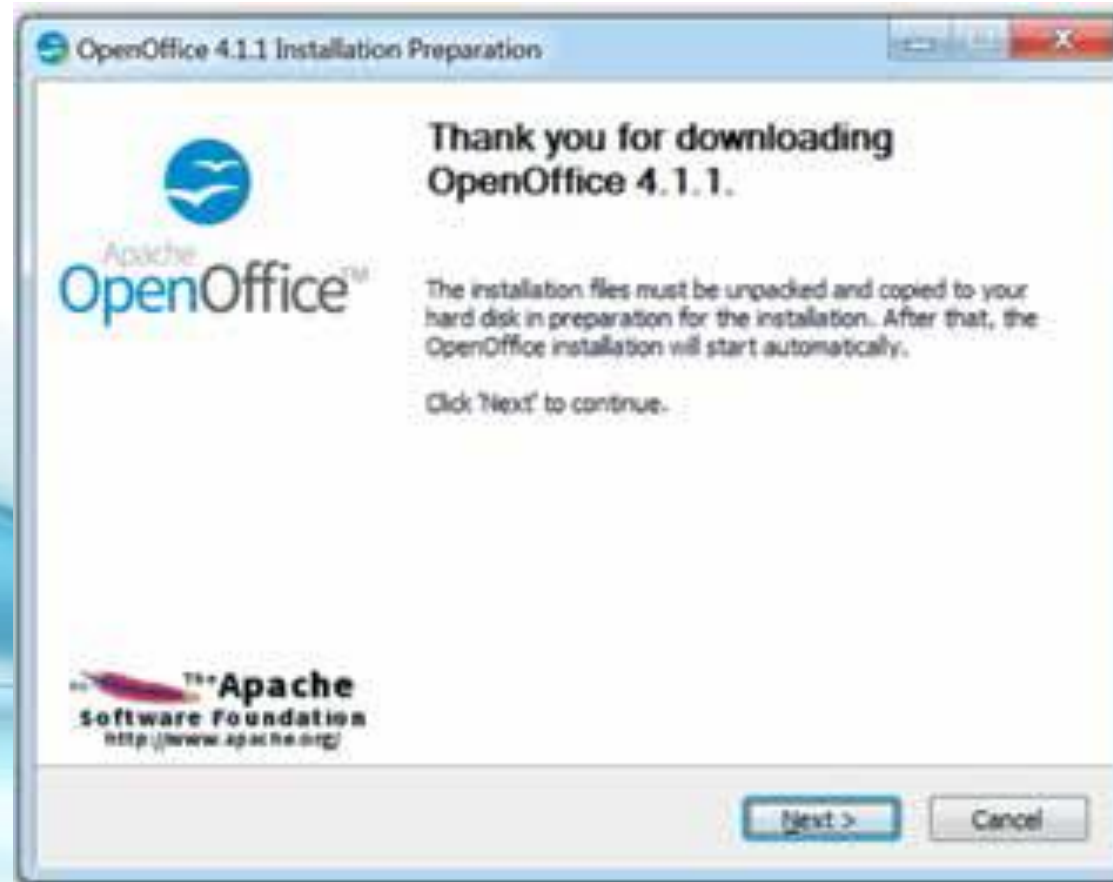 OpenOffice 4.1.1 Installation Preparation
Thank you for downloading
OpenOffice 4.1.1.
Apache
OpenOffice™
The installation files must be unpacked and copied to your
hard disk in preparation for the installation. After that, the
OpenOffice installation will start automatically.
Click 'Next' to continue.
The Apache
Software Foundation
http://www.apache.org/
Next >
Cancel